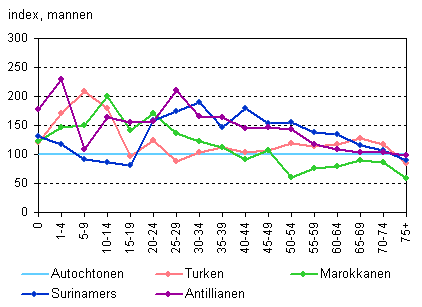 index, mannen
300
250
200
150
100
50
0
0 1-4 5-9 10-14 15-19 20-24 25-29 30-34 35-39 40-44 45-49 50-54 55-59 60-64 65-69 70-74 75+
Autochtonen Turken Marokkanen
Surinamers Antillianen